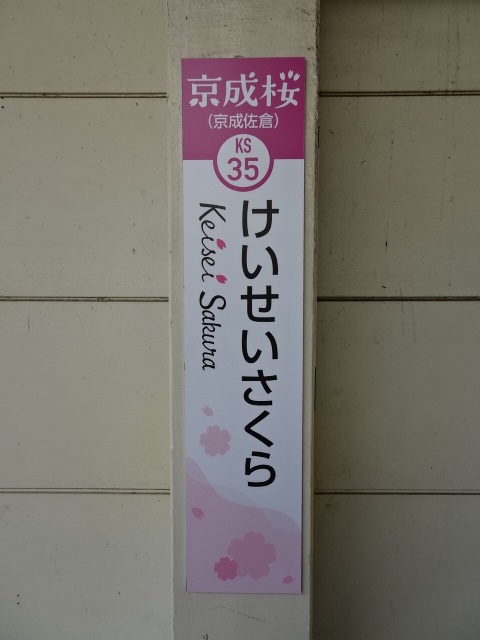 京成桜
(京成佐倉)
KS
35
けいせいさくら
Keisei Sakura